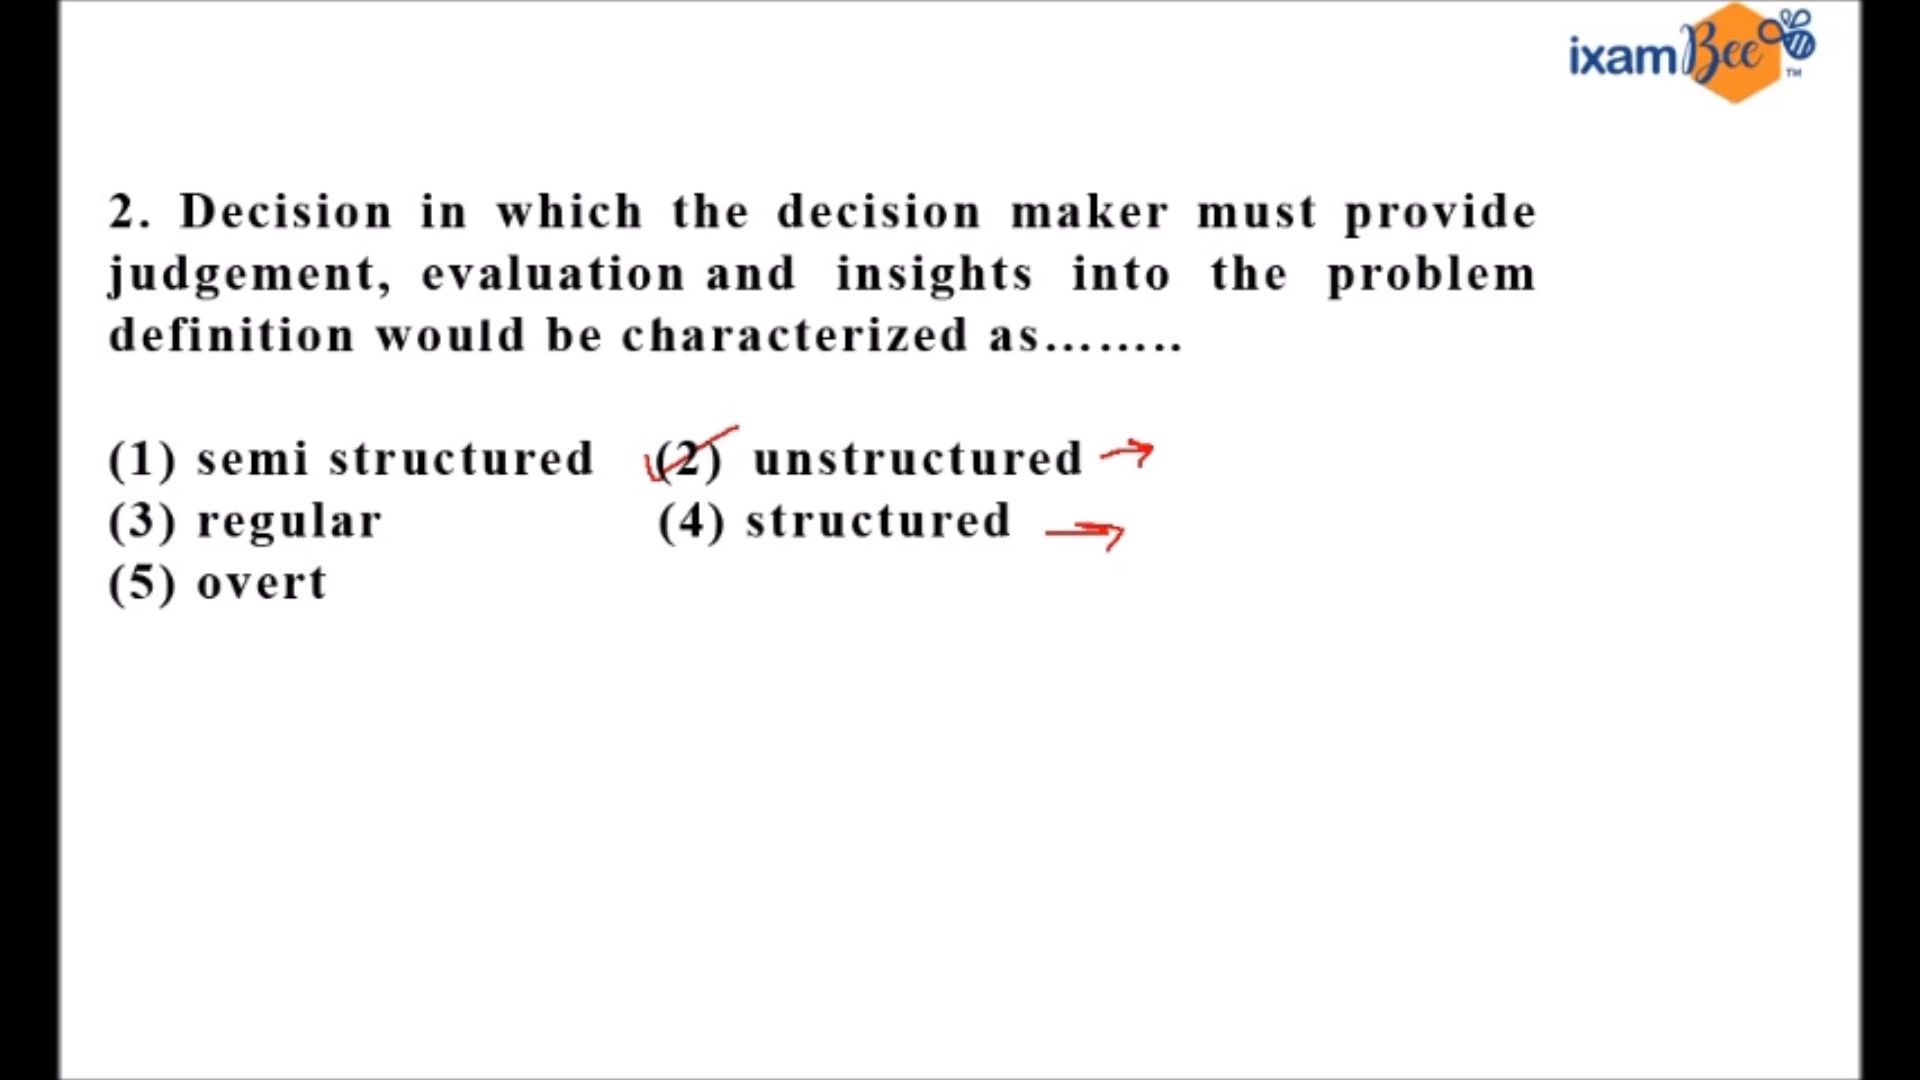 ixamBee™
2. Decision in which the decision maker must provide
judgement, evaluation and insights into the problem
definition would be characterized as........
(1) semi structured (2) unstructured
(3) regular (4) structured
(5) overt